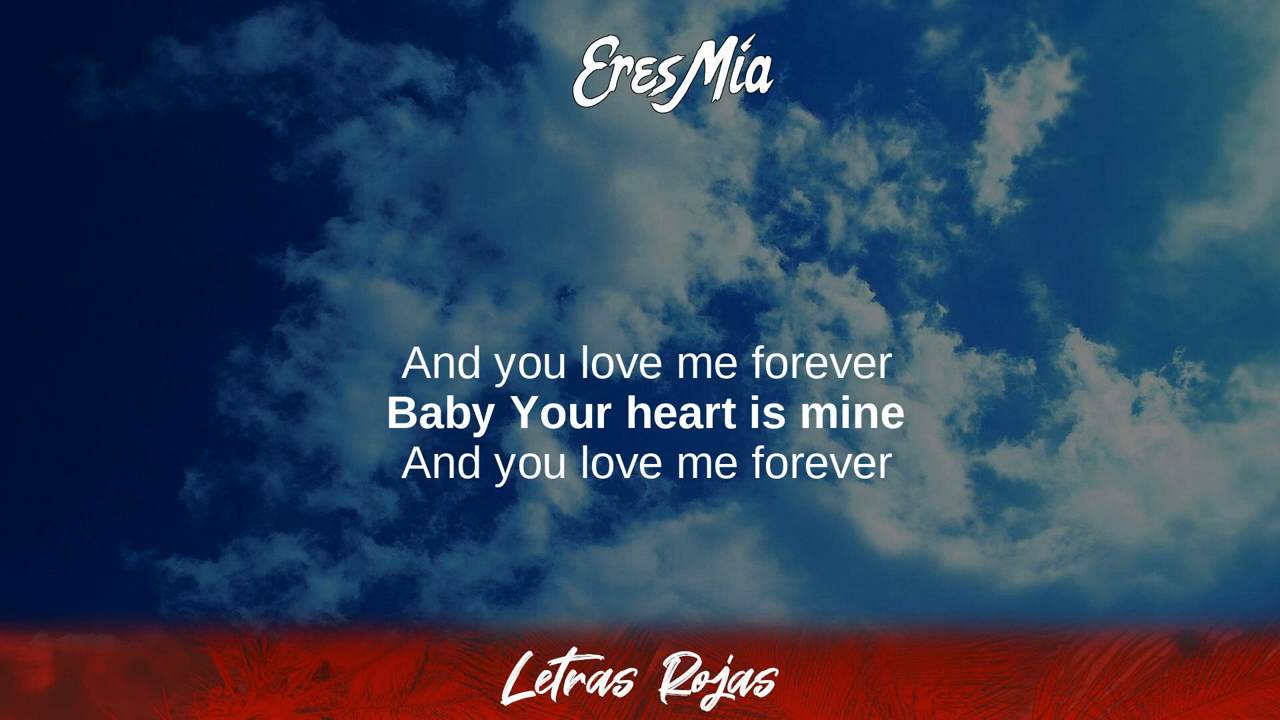 Eres Mía
And you love me forever
Baby Your heart is mine
And you love me forever
Letras Rojas